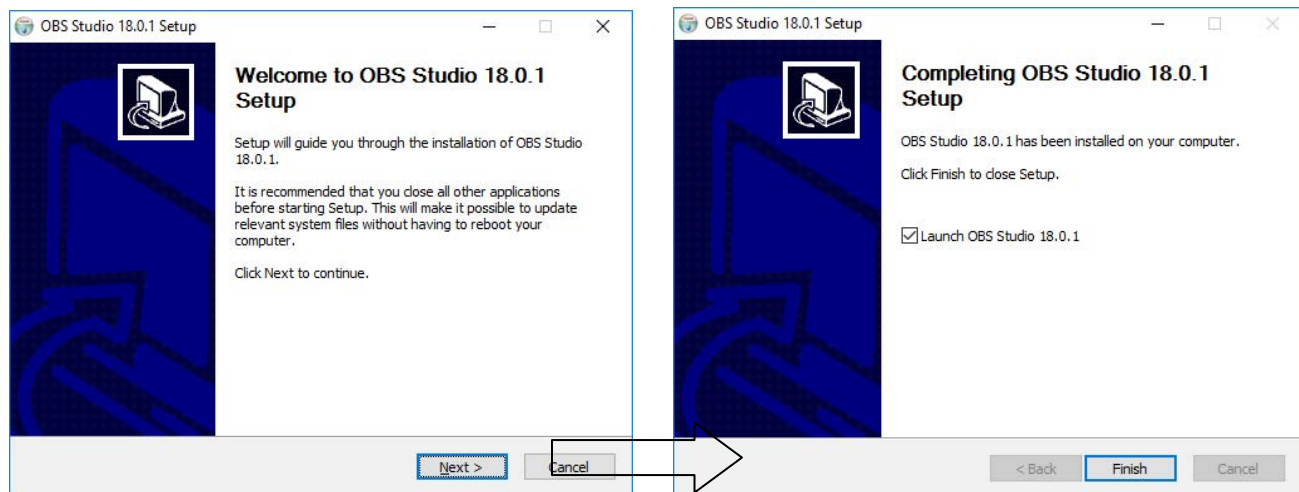 OBS Studio 18.0.1 Setup
Welcome to OBS Studio 18.0.1
Setup
Setup will guide you through the installation of OBS Studio
18.0.1.
It is recommended that you close all other applications
before starting Setup. This will make it possible to update
relevant system files without having to reboot your
computer.
Click Next to continue.
Next >
Cancel
OBS Studio 18.0.1 Setup
Completing OBS Studio 18.0.1
Setup
OBS Studio 18.0.1 has been installed on your computer.
Click Finish to close Setup.
Launch OBS Studio 18.0.1
< Back
Finish
Cancel